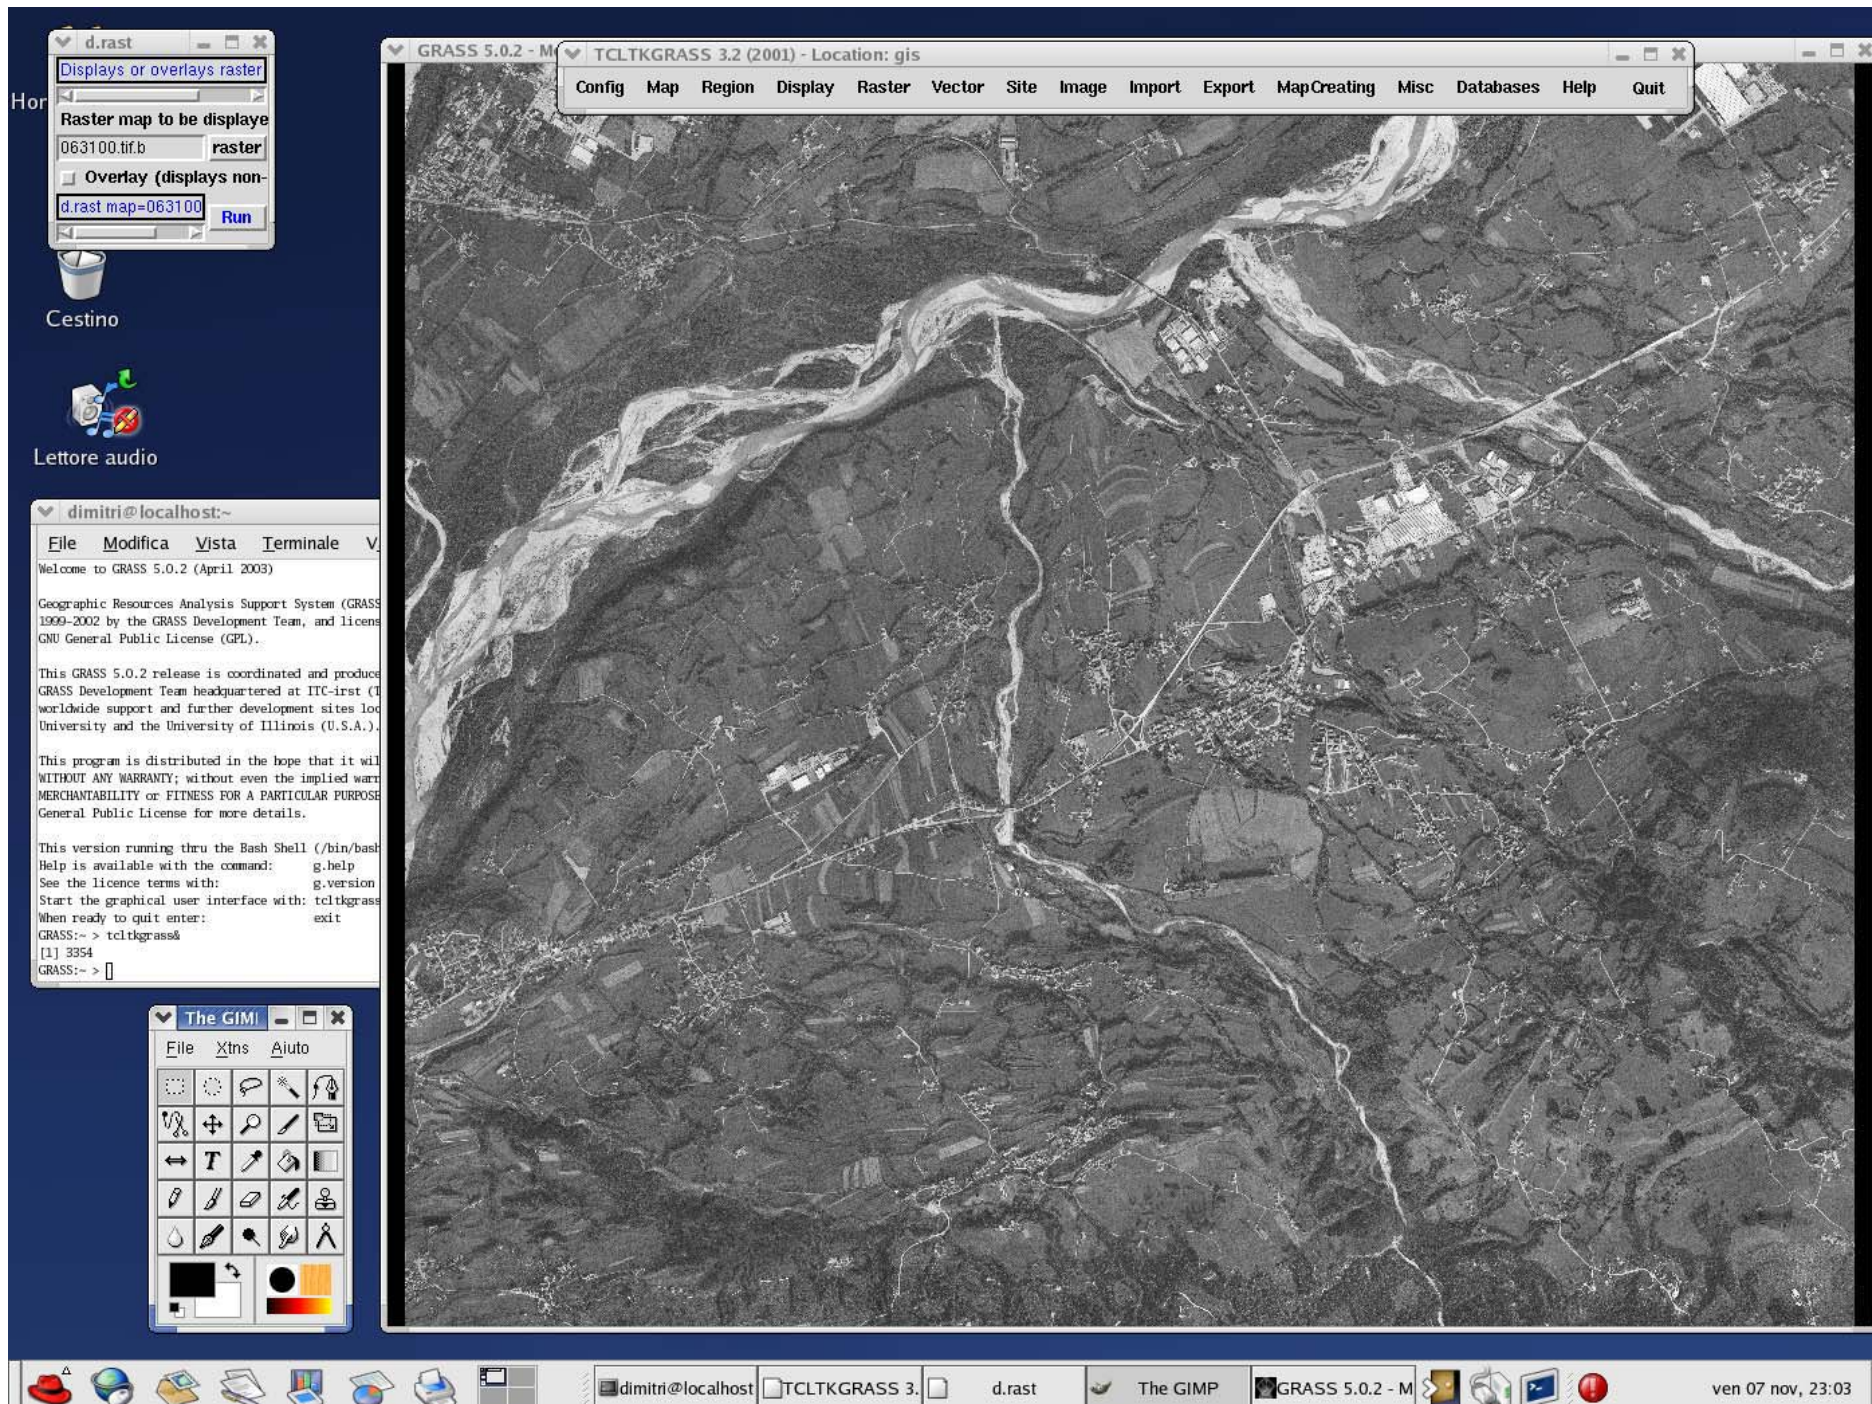 d.rast
Displays or overlays raster
Raster map to be displaye
063100.tif.b raster
Overlay (displays non-
d.rast map=063100
Run
Hor
Cestino
Lettore audio
GRASS 5.0.2 - M
TCLTKGRASS 3.2 (2001) - Location: gis
Config Map Region Display Raster Vector Site Image Import Export MapCreating Misc Databases Help Quit
dimitri@localhost:~
File Modifica Vista Terminale V
Welcome to GRASS 5.0.2 (April 2003)
Geographic Resources Analysis Support System (GRASS
1999-2002 by the GRASS Development Team, and licens
GNU General Public License (GPL).
This GRASS 5.0.2 release is coordinated and produce
GRASS Development Team headquartered at ITC-irst (T
worldwide support and further development sites loc
University and the University of Illinois (U.S.A.).
This program is distributed in the hope that it wil
WITHOUT ANY WARRANTY; without even the implied warr
MERCHANTABILITY or FITNESS FOR A PARTICULAR PURPOSE
General Public License for more details.
This version running thru the Bash Shell (/bin/bash
Help is available with the command: g.help
See the licence terms with: g.version
Start the graphical user interface with: tcltkgrass
When ready to quit enter: exit
GRASS:~ > tcltkgrass&
[1] 3354
GRASS:~ >
The GIM
File Xtns Aiuto
dimitri@localhost TCLTKGRASS 3. d.rast The GIMP GRASS 5.0.2 - M ven 07 nov, 23:03